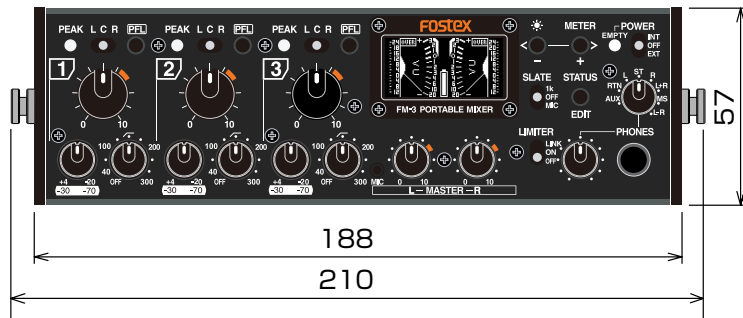 PEAK L C R PFL PEAK L C R PFL PEAK L C R PFL
FOSTEX
METER
POWER
EMPTY
INT
OFF
EXT
< - + >
1 2 3
VU VU
0 10 0 10 0 10
FM-3 PORTABLE MIXER
SLATE
1k
OFF
MIC
STATUS
EDIT
L ST R
RTN L+R
AUX MS
L-R
LIMITER
LINK
ON
OFF
PHONES
100 200 100 200 100 200
40 OFF 300 40 OFF 300 40 OFF 300
+4 -20 +4 -20 +4 -20
-30 -70 -30 -70 -30 -70
MIC
0 10 0 10
L-MASTER-R
57
188
210